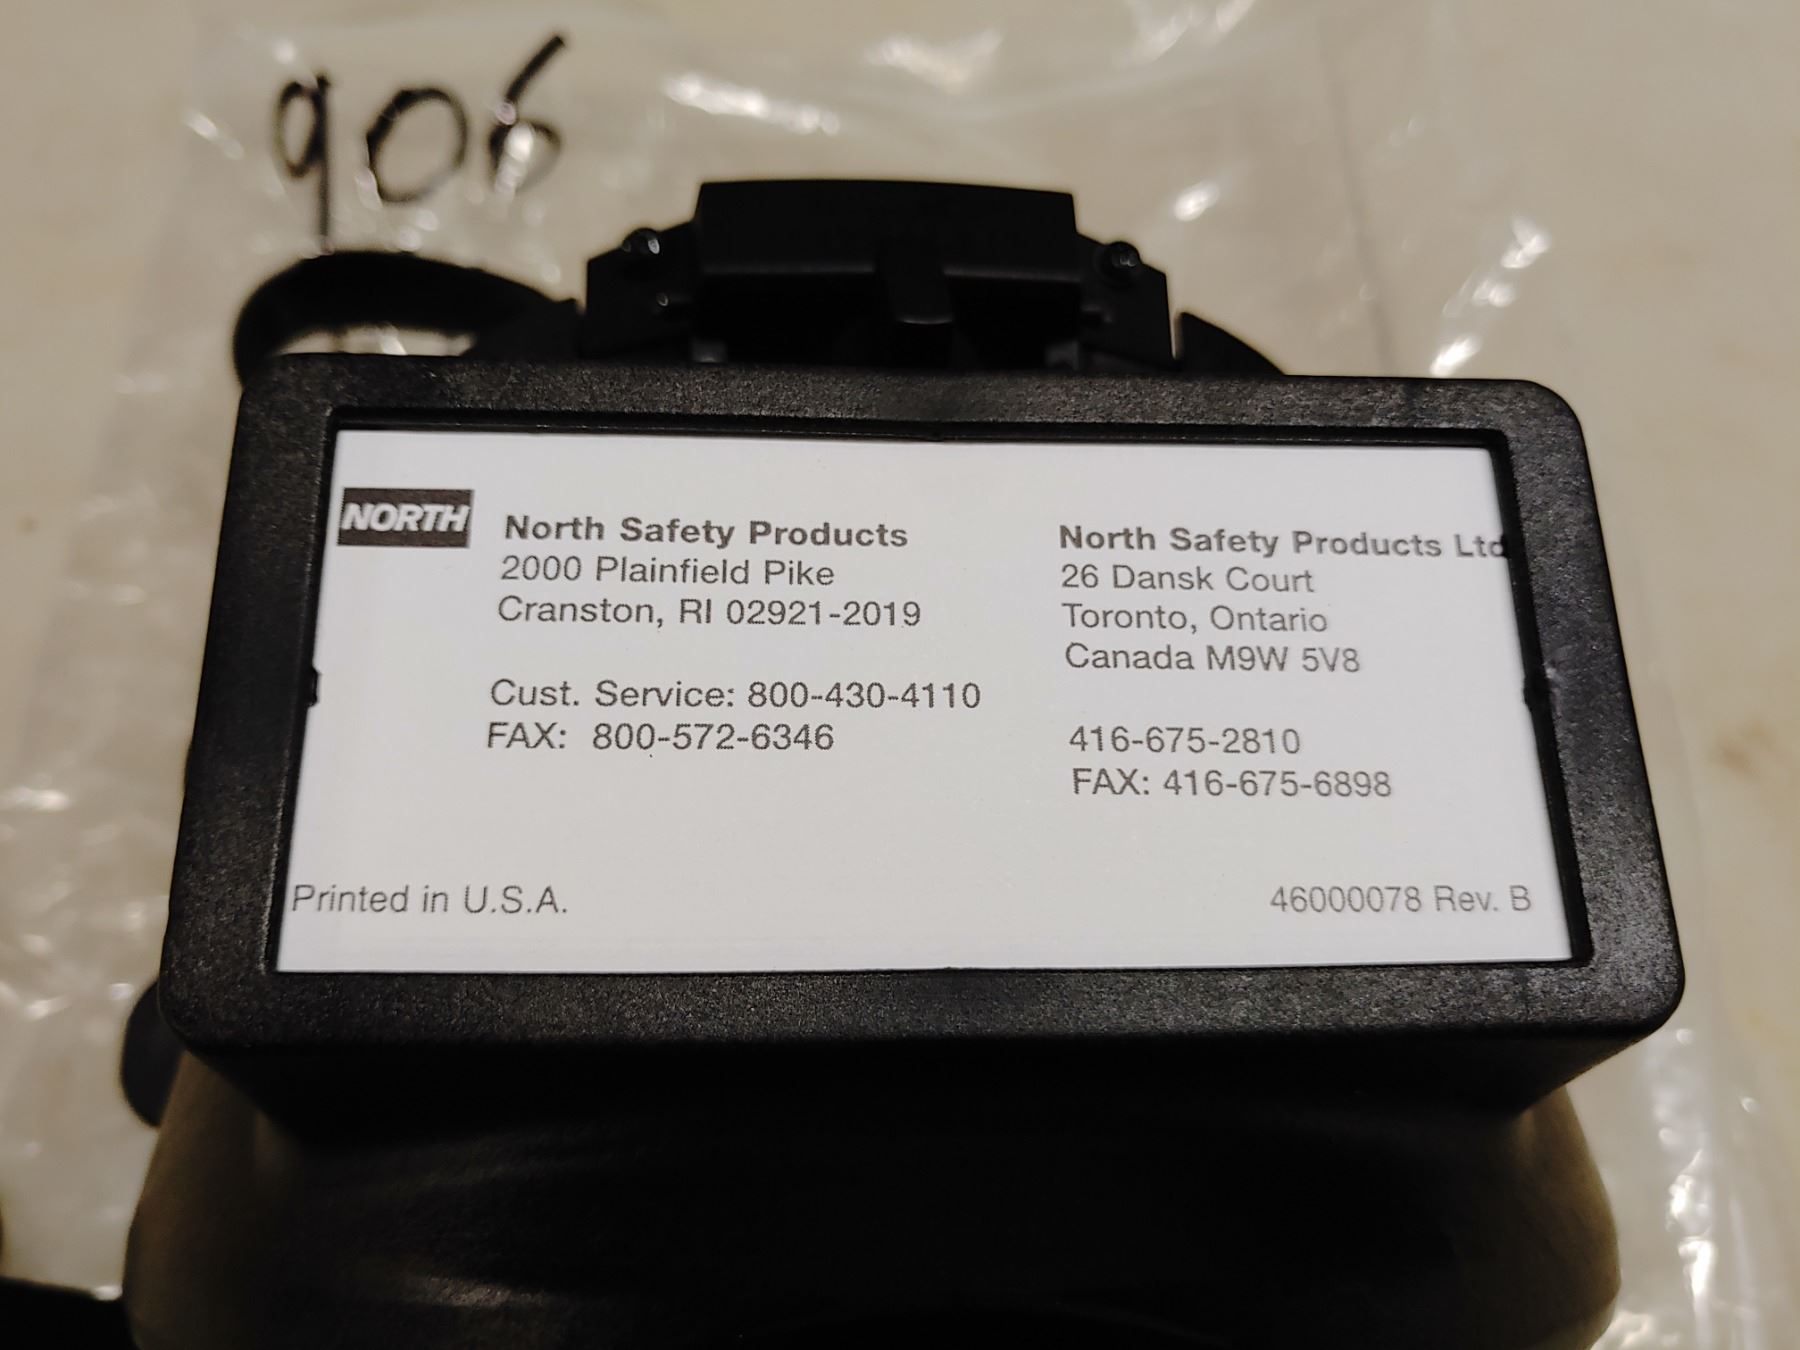 906
NORTH
North Safety Products
2000 Plainfield Pike
Cranston, RI 02921-2019
Cust. Service: 800-430-4110
FAX: 800-572-6346
North Safety Products Ltd
26 Dansk Court
Toronto, Ontario
Canada M9W 5V8
416-675-2810
FAX: 416-675-6898
Printed in U.S.A.
46000078 Rev. B